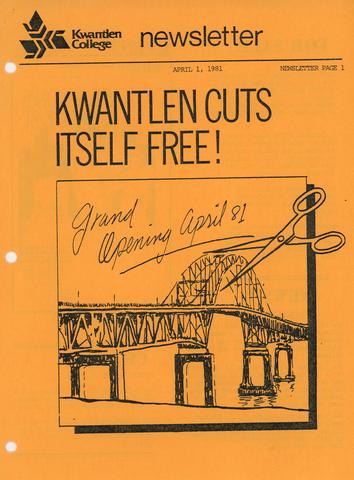 Kwantlen
College
newsletter
APRIL 1, 1981
NEWSLETTER PAGE 1
KWANTLEN CUTS
ITSELF FREE!
Grand
Opening April 81